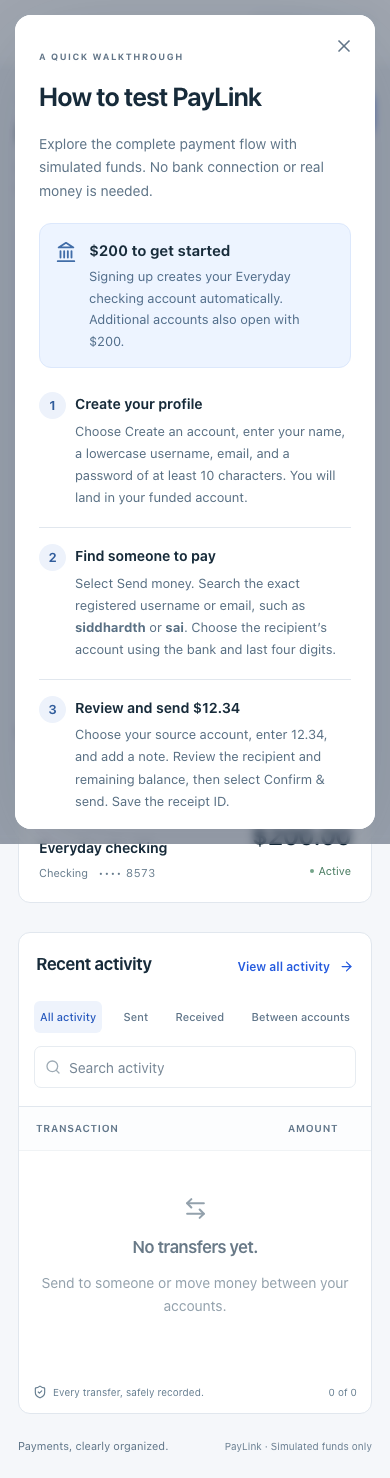 A QUICK WALKTHROUGH
How to test PayLink
Explore the complete payment flow with
simulated funds. No bank connection or real
money is needed.
$200 to get started
Signing up creates your Everyday
checking account automatically.
Additional accounts also open with
$200.
1 Create your profile
Choose Create an account, enter your name,
a lowercase username, email, and a
password of at least 10 characters. You will
land in your funded account.
2 Find someone to pay
Select Send money. Search the exact
registered username or email, such as
siddhardth or sai. Choose the recipient's
account using the bank and last four digits.
3 Review and send $12.34
Choose your source account, enter 12.34,
and add a note. Review the recipient and
remaining balance, then select Confirm &
send. Save the receipt ID.
Everyday checking
Checking •••• 8573
• Active
Recent activity
View all activity →
All activity Sent Received Between accounts
Search activity
TRANSACTION AMOUNT
No transfers yet.
Send to someone or move money between your
accounts.
Every transfer, safely recorded. 0 of 0
Payments, clearly organized. PayLink · Simulated funds only